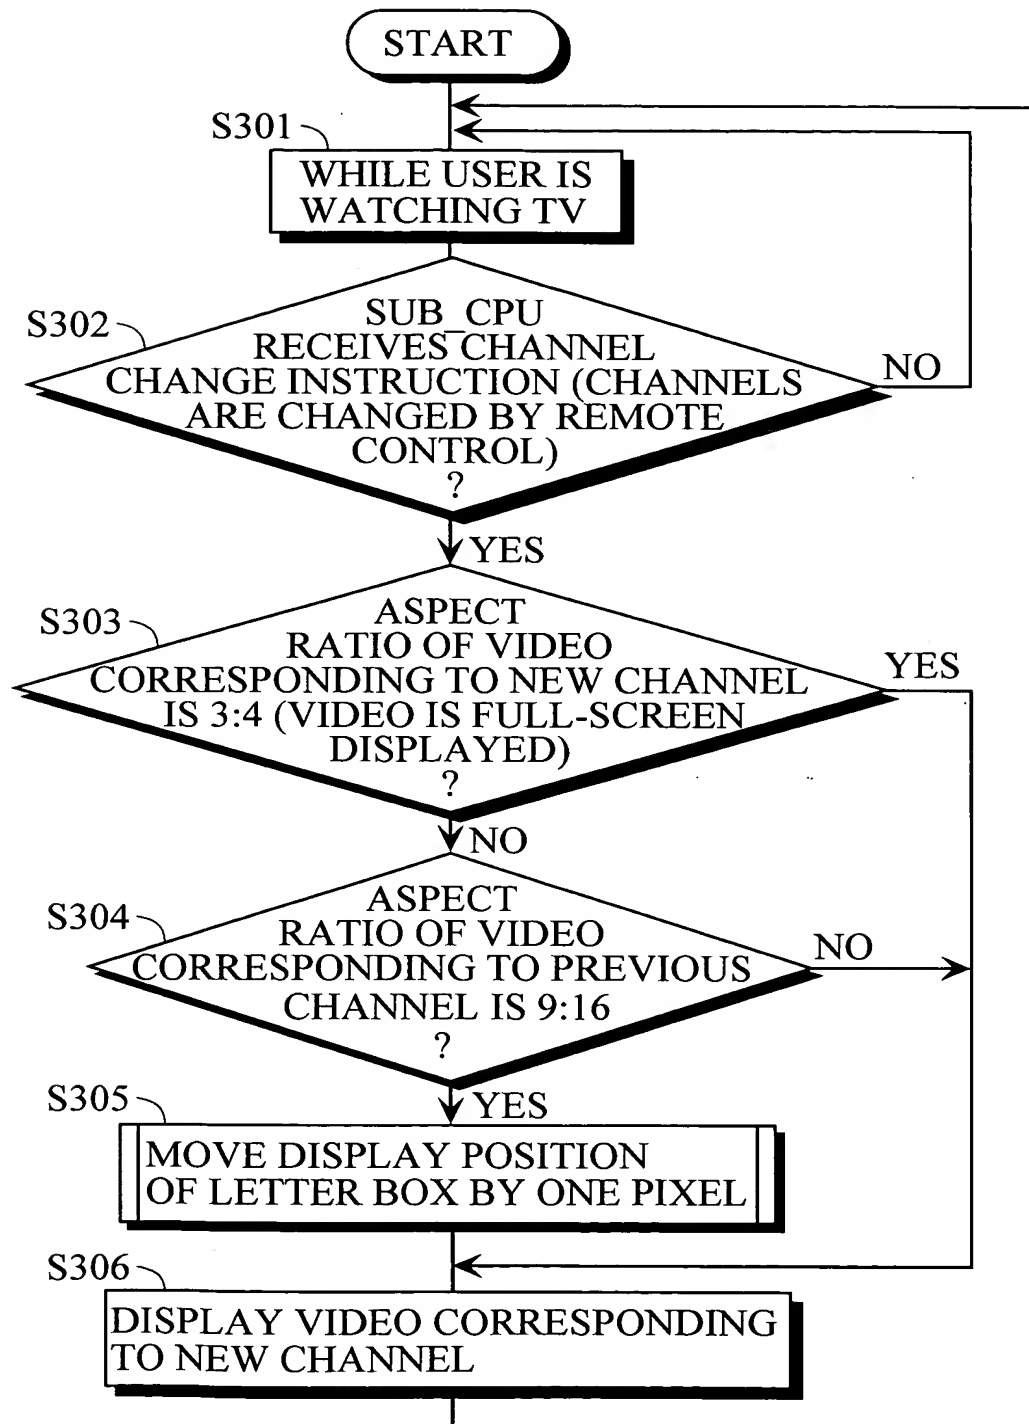 START
S301
WHILE USER IS
WATCHING TV
S302
SUB_CPU
RECEIVES CHANNEL
CHANGE INSTRUCTION (CHANNELS
ARE CHANGED BY REMOTE
CONTROL)
?
NO
YES
S303
ASPECT
RATIO OF VIDEO
CORRESPONDING TO NEW CHANNEL
IS 3:4 (VIDEO IS FULL-SCREEN
DISPLAYED)
?
YES
NO
S304
ASPECT
RATIO OF VIDEO
CORRESPONDING TO PREVIOUS
CHANNEL IS 9:16
?
NO
YES
S305
MOVE DISPLAY POSITION
OF LETTER BOX BY ONE PIXEL
S306
DISPLAY VIDEO CORRESPONDING
TO NEW CHANNEL